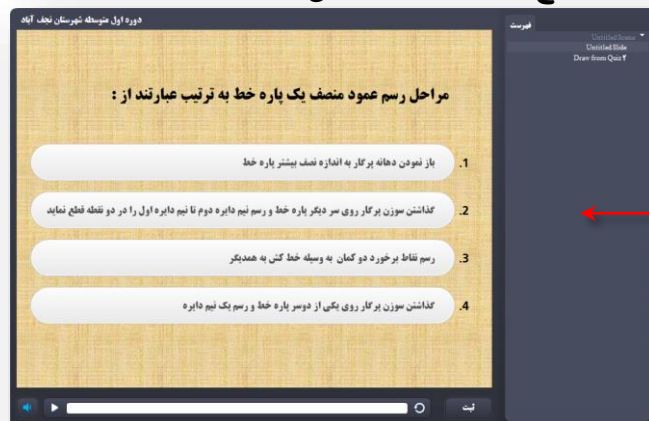 دوره اول متوسطه شهرستان نجف آباد
فهرست
Untitled Scene
Untitled Slide
Draw from Quiz ۴
مراحل رسم عمود منصف یک پاره خط به ترتیب عبارتند از :
1. باز نمودن دهانه پرگار به اندازه نصف بیشتر پاره خط
2. گذاشتن سوزن پرگار روی سر دیگر پاره خط و رسم نیم دایره دوم تا نیم دایره اول را در دو نقطه قطع نماید
3. رسم نقاط برخورد دو کمان به وسیله خط کش به همدیگر
4. گذاشتن سوزن پرگار روی یکی از دوسر پاره خط و رسم یک نیم دایره
ثبت